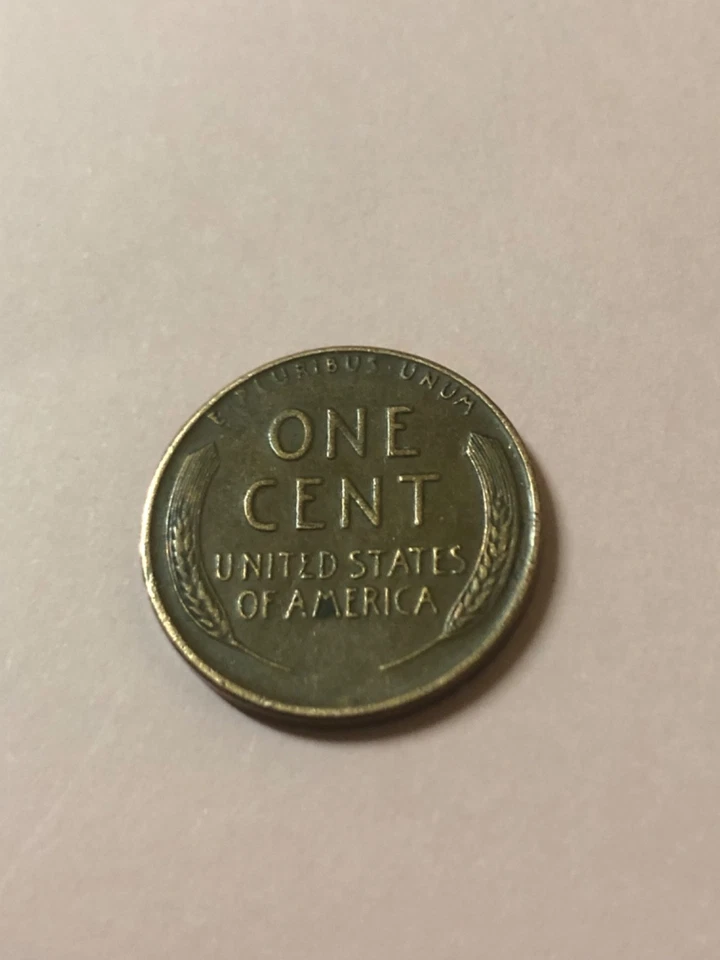 E PLURIBUS · UNUM
ONE
CENT
UNITED STATES
OF AMERICA